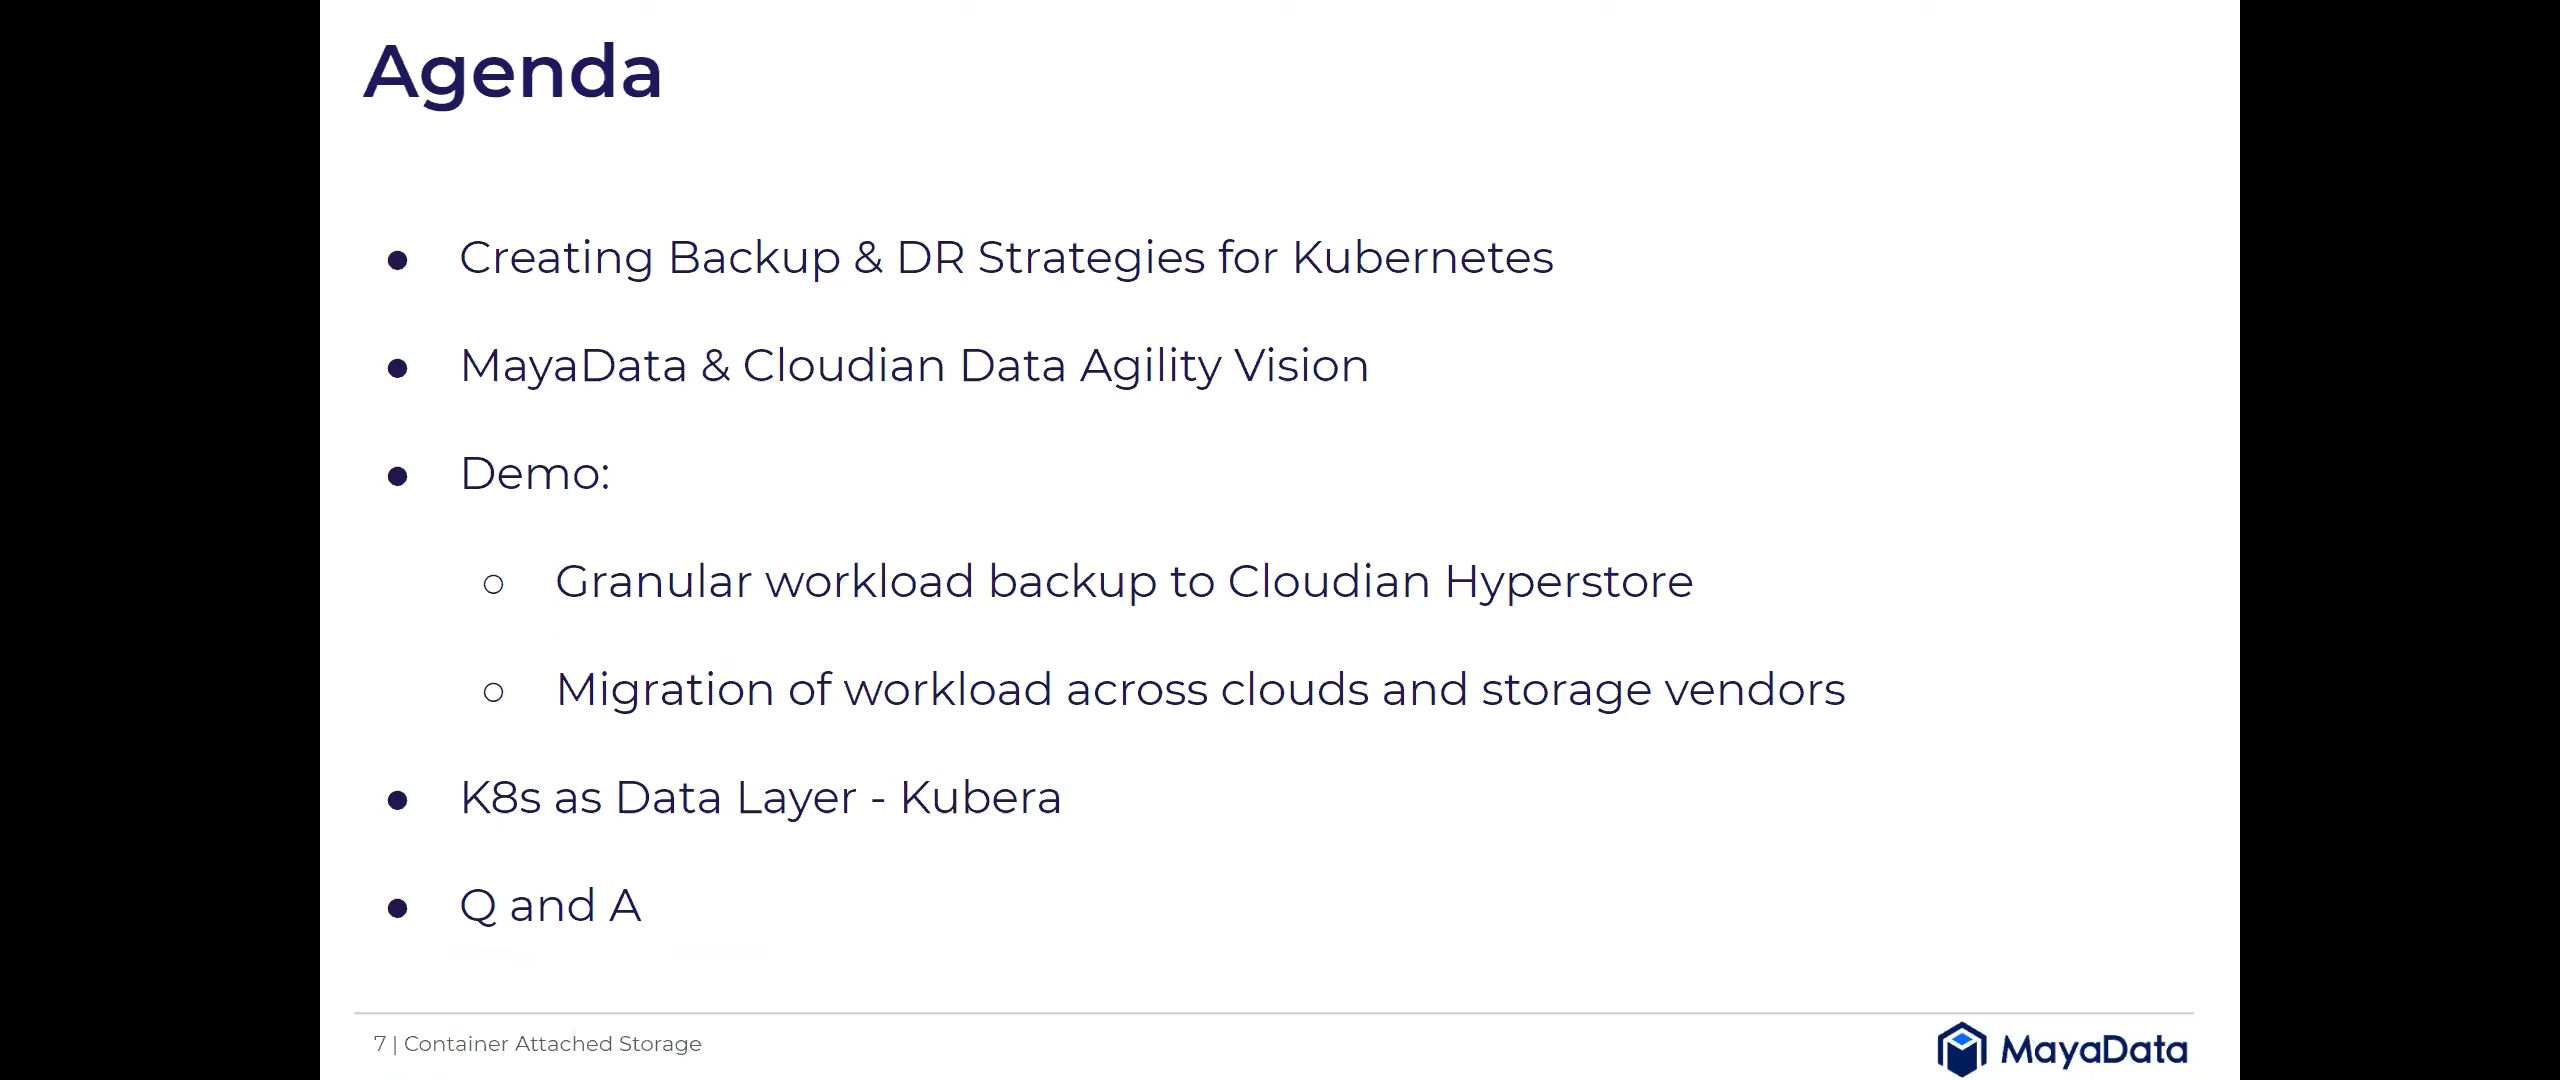 Agenda
● Creating Backup & DR Strategies for Kubernetes
● MayaData & Cloudian Data Agility Vision
● Demo:
○ Granular workload backup to Cloudian Hyperstore
○ Migration of workload across clouds and storage vendors
● K8s as Data Layer - Kubera
● Q and A
7 | Container Attached Storage
MayaData